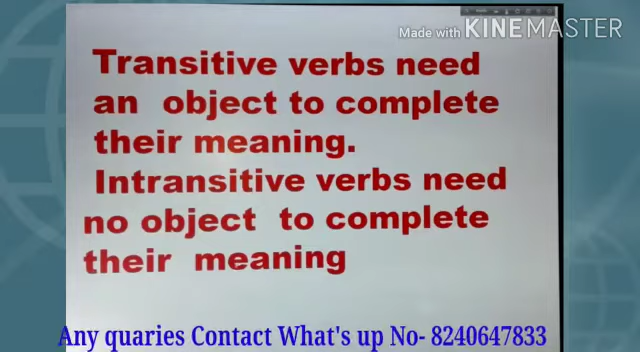 Made with KINEMASTER
Transitive verbs need
an object to complete
their meaning.
Intransitive verbs need
no object to complete
their meaning
Any quaries Contact What's up No- 8240647833